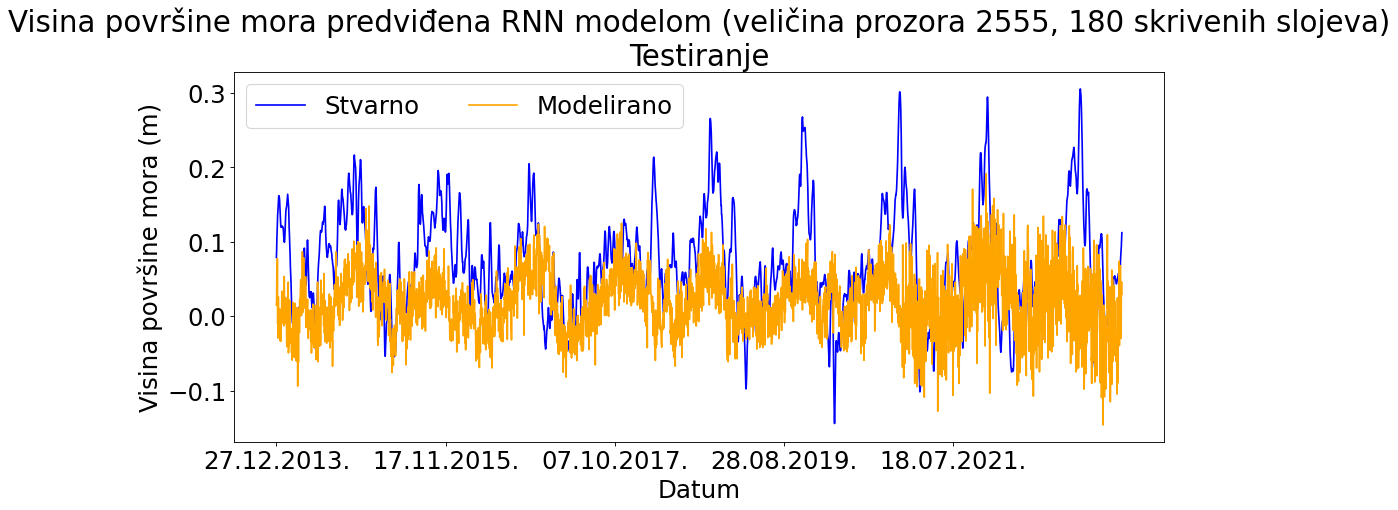 Visina površine mora predviđena RNN modelom (veličina prozora 2555, 180 skrivenih slojeva)
Testiranje
Stvarno Modelirano
Visina površine mora (m)
0.3
0.2
0.1
0.0
−0.1
27.12.2013. 17.11.2015. 07.10.2017. 28.08.2019. 18.07.2021.
Datum